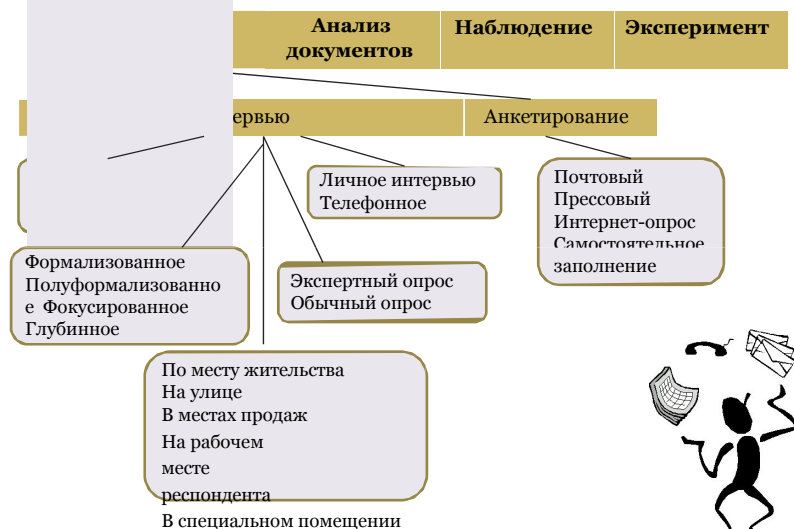 Анализ
документов
Наблюдение
Эксперимент
ервью
Анкетирование
Личное интервью
Телефонное
Почтовый
Прессовый
Интернет-опрос
Самостоятельное
заполнение
Формализованное
Полуформализованно
е Фокусированное
Глубинное
Экспертный опрос
Обычный опрос
По месту жительства
На улице
В местах продаж
На рабочем
месте
респондента
В специальном помещении